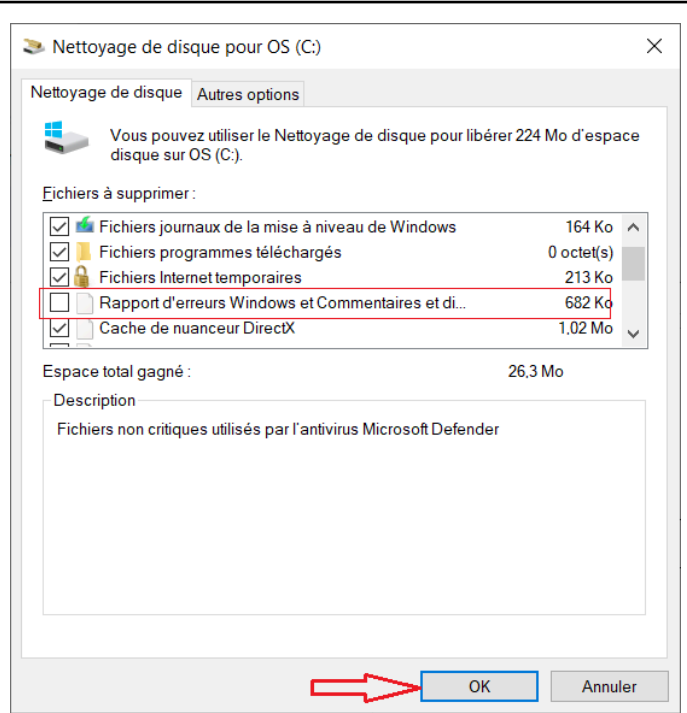 Nettoyage de disque pour OS (C:)
Nettoyage de disque
Autres options
Vous pouvez utiliser le Nettoyage de disque pour libérer 224 Mo d'espace
disque sur OS (C:).
Fichiers à supprimer :
Fichiers journaux de la mise à niveau de Windows 164 Ko
Fichiers programmes téléchargés 0 octet(s)
Fichiers Internet temporaires 213 Ko
Rapport d'erreurs Windows et Commentaires et di... 682 Ko
Cache de nuanceur DirectX 1,02 Mo
Espace total gagné : 26,3 Mo
Description
Fichiers non critiques utilisés par l'antivirus Microsoft Defender
OK
Annuler